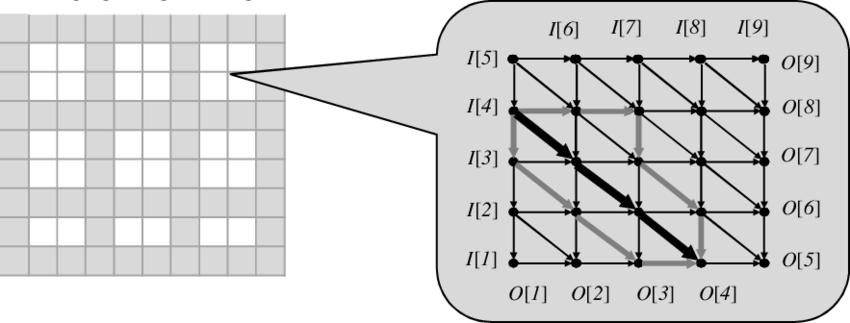 I[6] I[7] I[8] I[9]
I[5] O[9]
I[4] O[8]
I[3] O[7]
I[2] O[6]
I[1] O[5]
O[1] O[2] O[3] O[4]